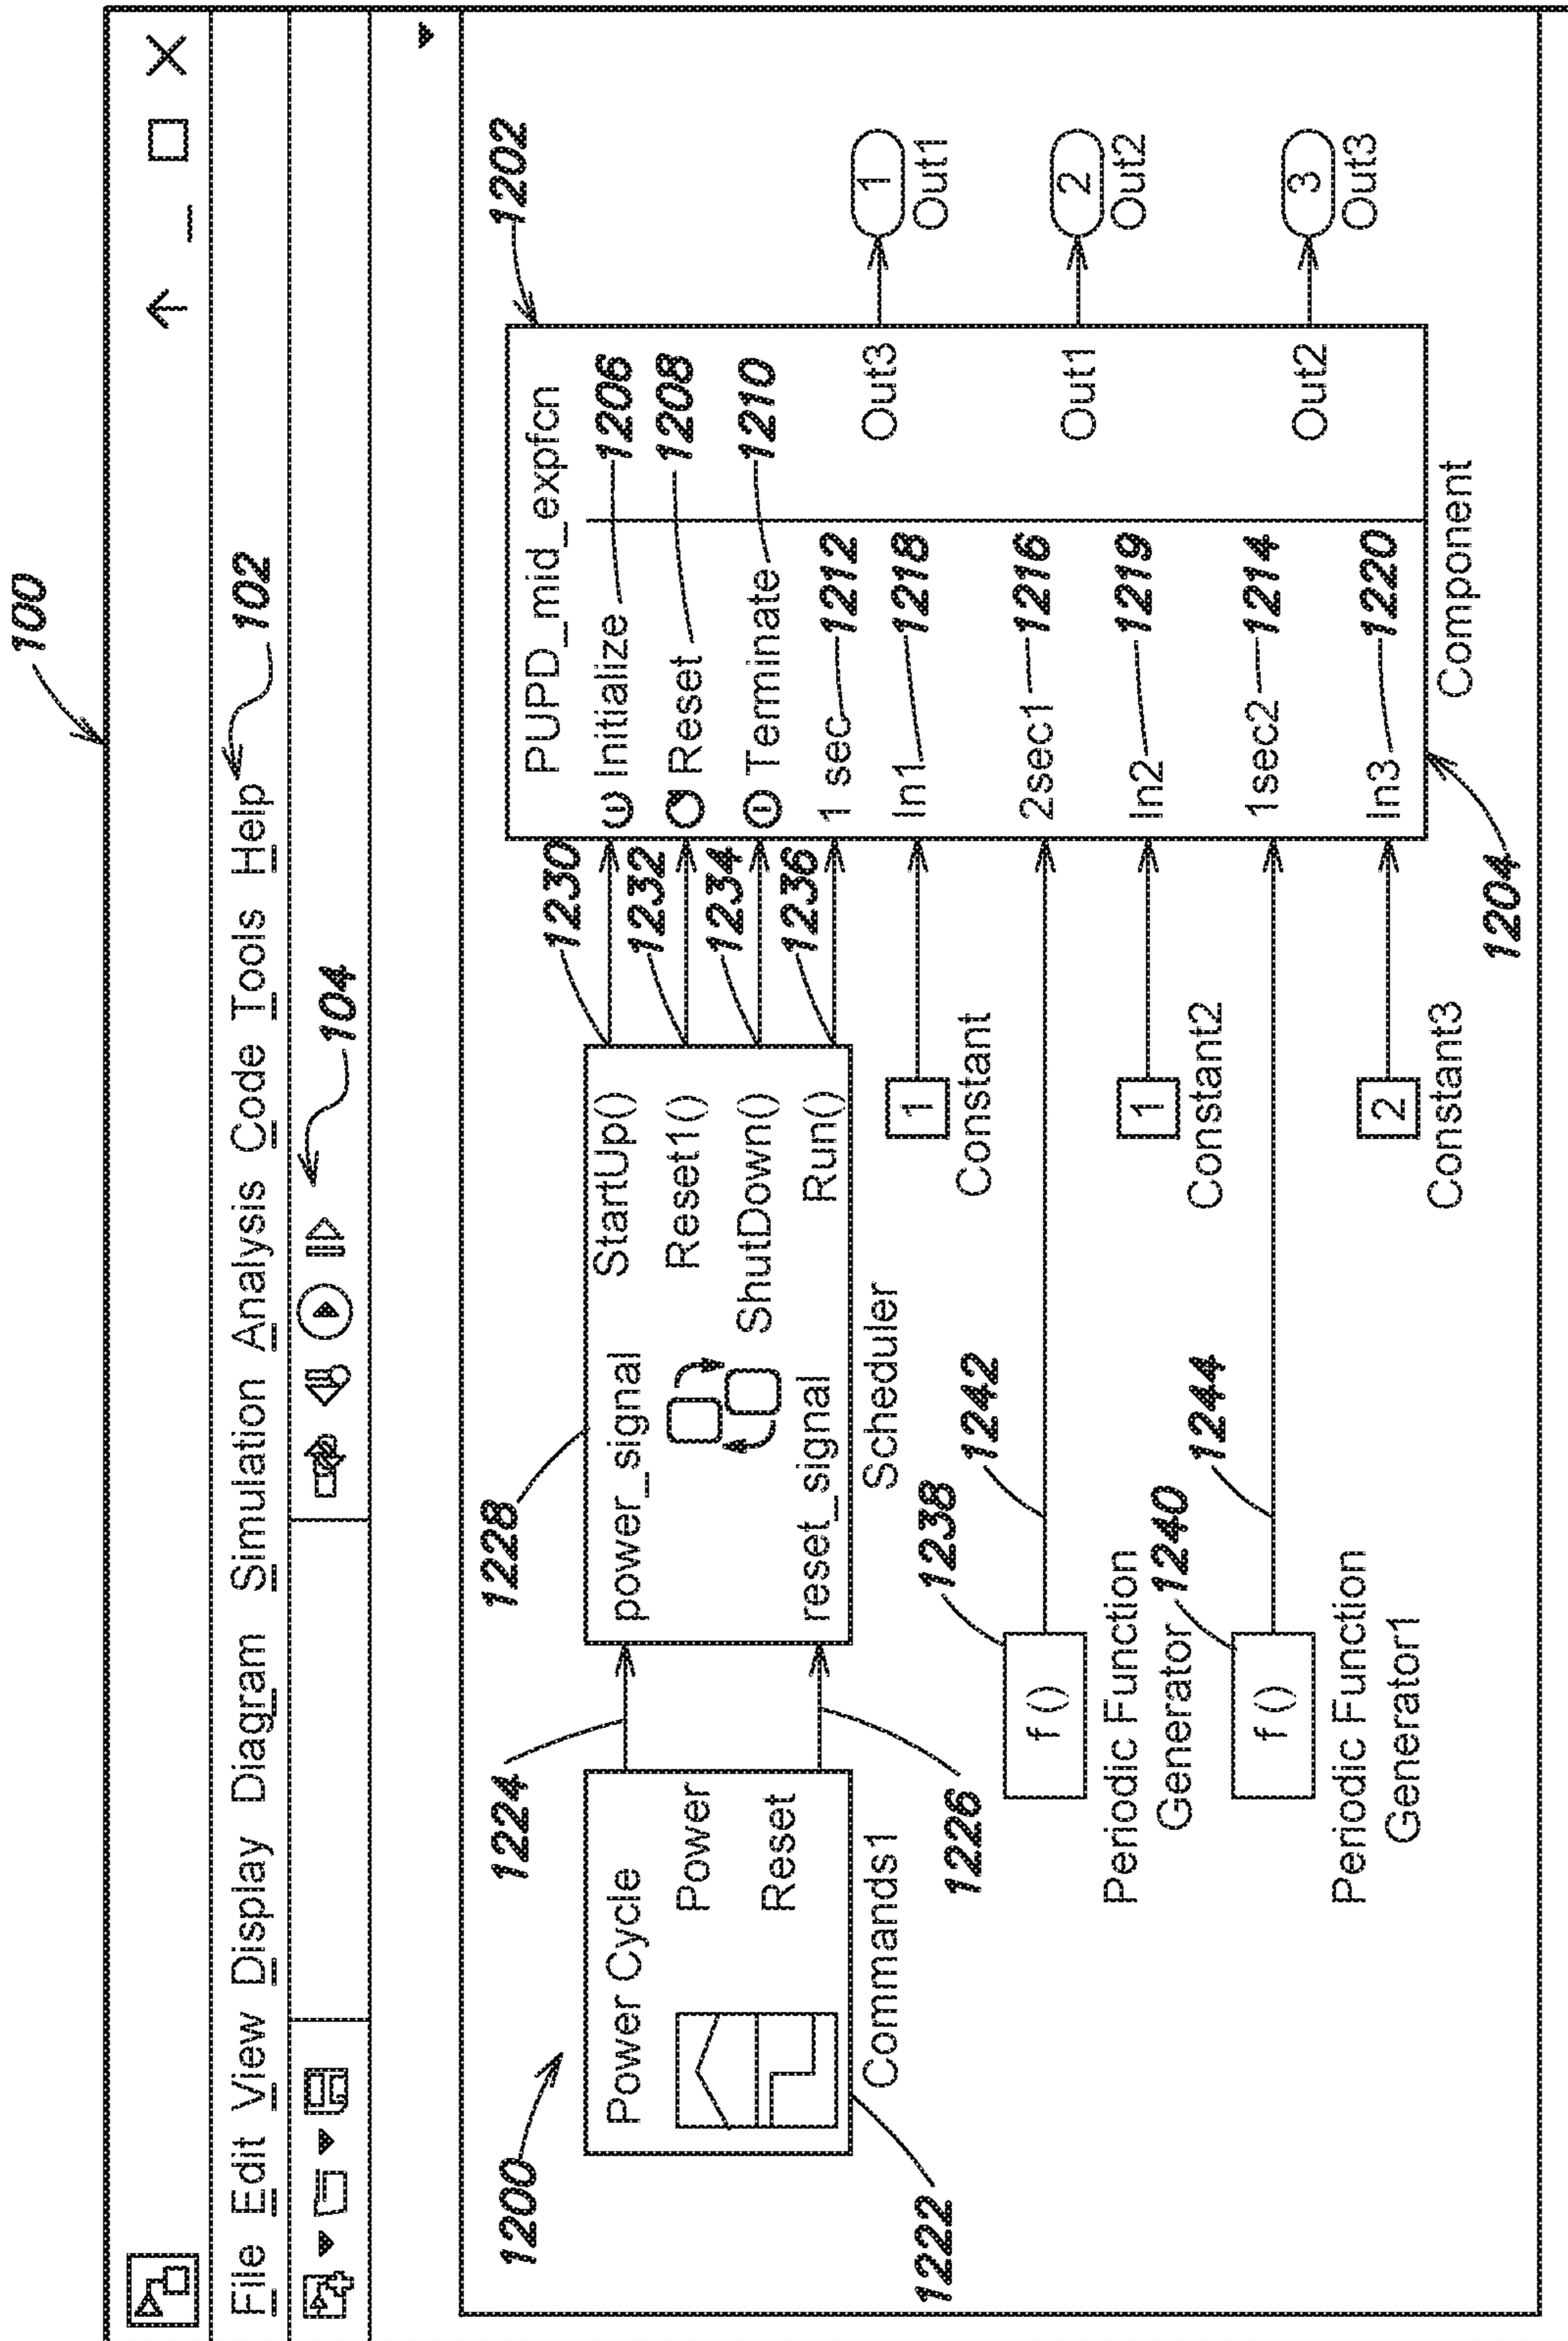 100
File Edit View Display Diagram Simulation Analysis Code Tools Help
102
104
1200
1202
1204
1222
Power Cycle
Power
Reset
Commands1
1224
1226
1228
power_signal
reset_signal
StartUp()
Reset1()
ShutDown()
Run()
Scheduler
1230
1232
1234
1236
PUPD_mid_expfcn
Initialize 1206
Reset 1208
Terminate 1210
1 sec 1212
In1 1218
2sec1 1216
In2 1219
1sec2 1214
In3 1220
Out3
Out1
Out2
Component
1
Out1
2
Out2
3
Out3
1
Constant
1
Constant2
2
Constant3
1238
f ()
Periodic Function
Generator
1242
1240
f ()
Periodic Function
Generator1
1244